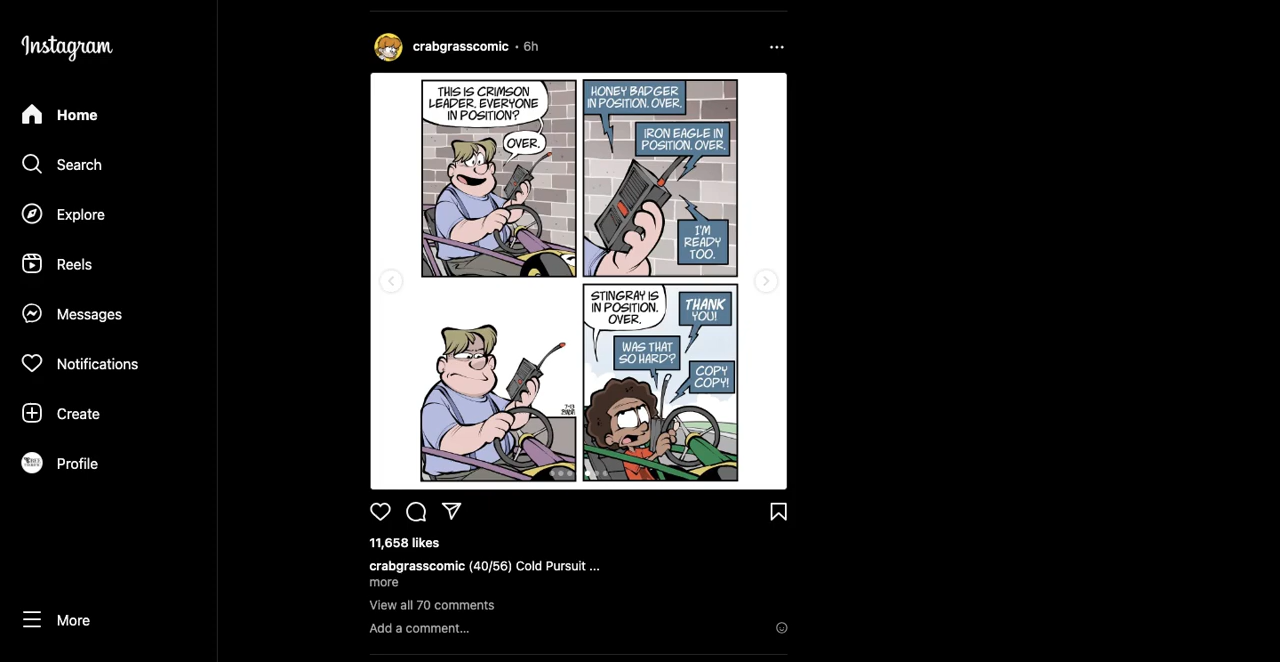 Instagram
Home
Search
Explore
Reels
Messages
Notifications
Create
Profile
More
crabgrasscomic • 6h
THIS IS CRIMSON
LEADER. EVERYONE
IN POSITION?
OVER.
HONEY BADGER
IN POSITION. OVER.
IRON EAGLE IN
POSITION. OVER.
I'M
READY
TOO.
STINGRAY IS
IN POSITION.
OVER.
THANK
YOU!
WAS THAT
SO HARD?
COPY
COPY!
11,658 likes
crabgrasscomic (40/56) Cold Pursuit ...
more
View all 70 comments
Add a comment...